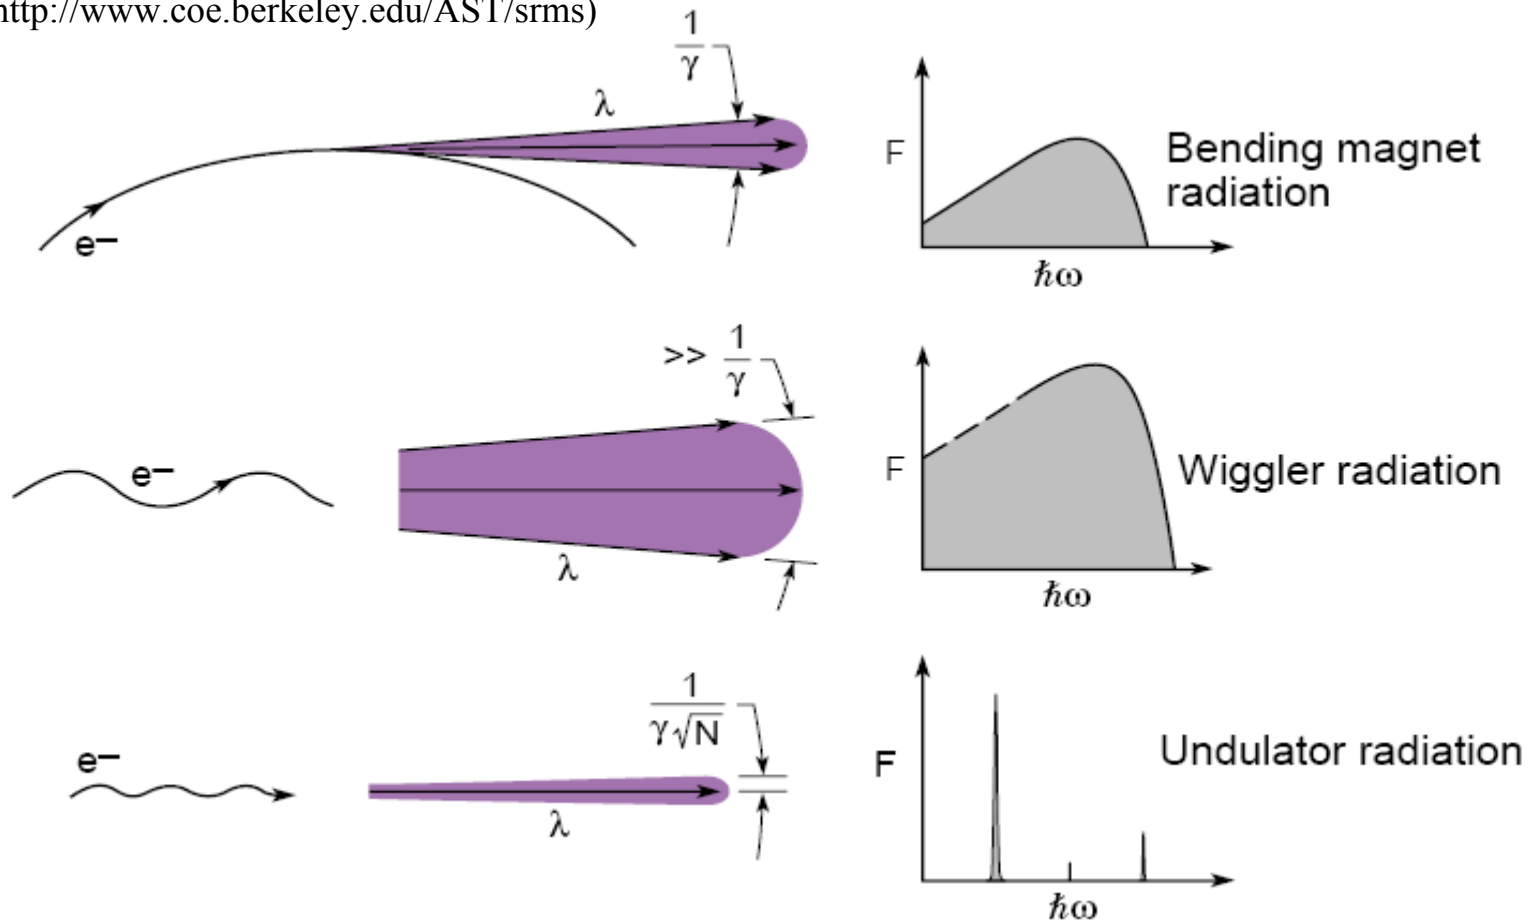 http://www.coe.berkeley.edu/AST/srms)
1
γ
λ
e–
F
ħω
Bending magnet
radiation
>> 1
γ
e–
λ
F
ħω
Wiggler radiation
1
γ√N
e–
λ
F
ħω
Undulator radiation